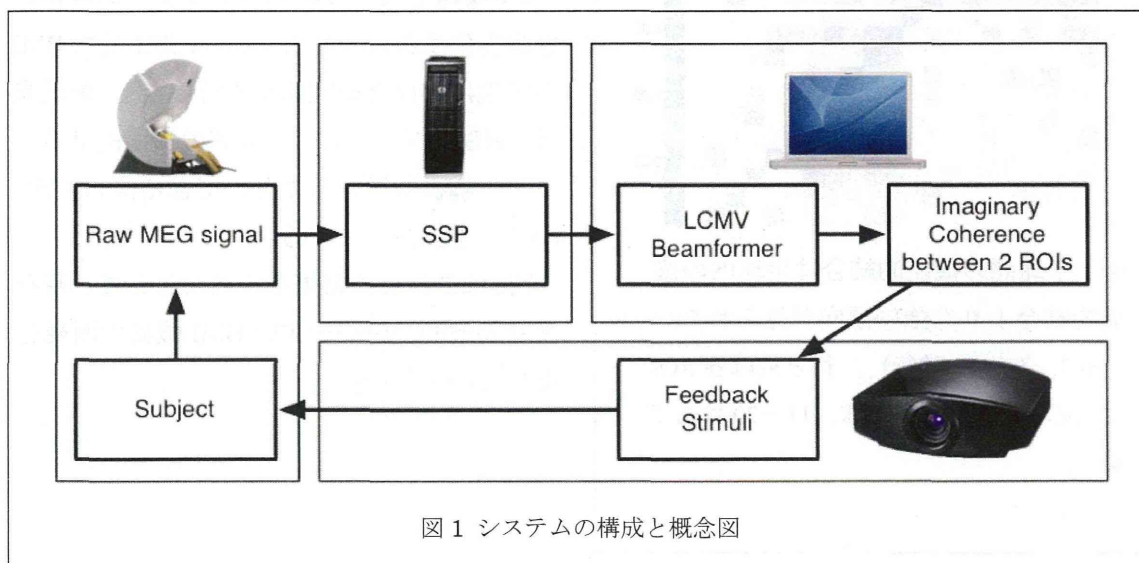 Raw MEG signal
SSP
LCMV
Beamformer
Imaginary
Coherence
between 2 ROIs
Subject
Feedback
Stimuli
図 1 システムの構成と概念図